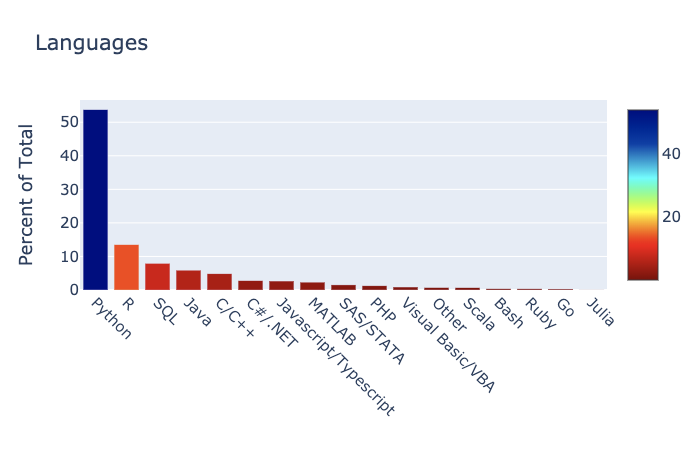 Languages
Percent of Total
50
40
30
20
10
0
Python
R
SQL
Java
C/C++
C#/.NET
Javascript/Typescript
MATLAB
SAS/STATA
PHP
Visual Basic/VBA
Other
Scala
Bash
Ruby
Go
Julia
40
20